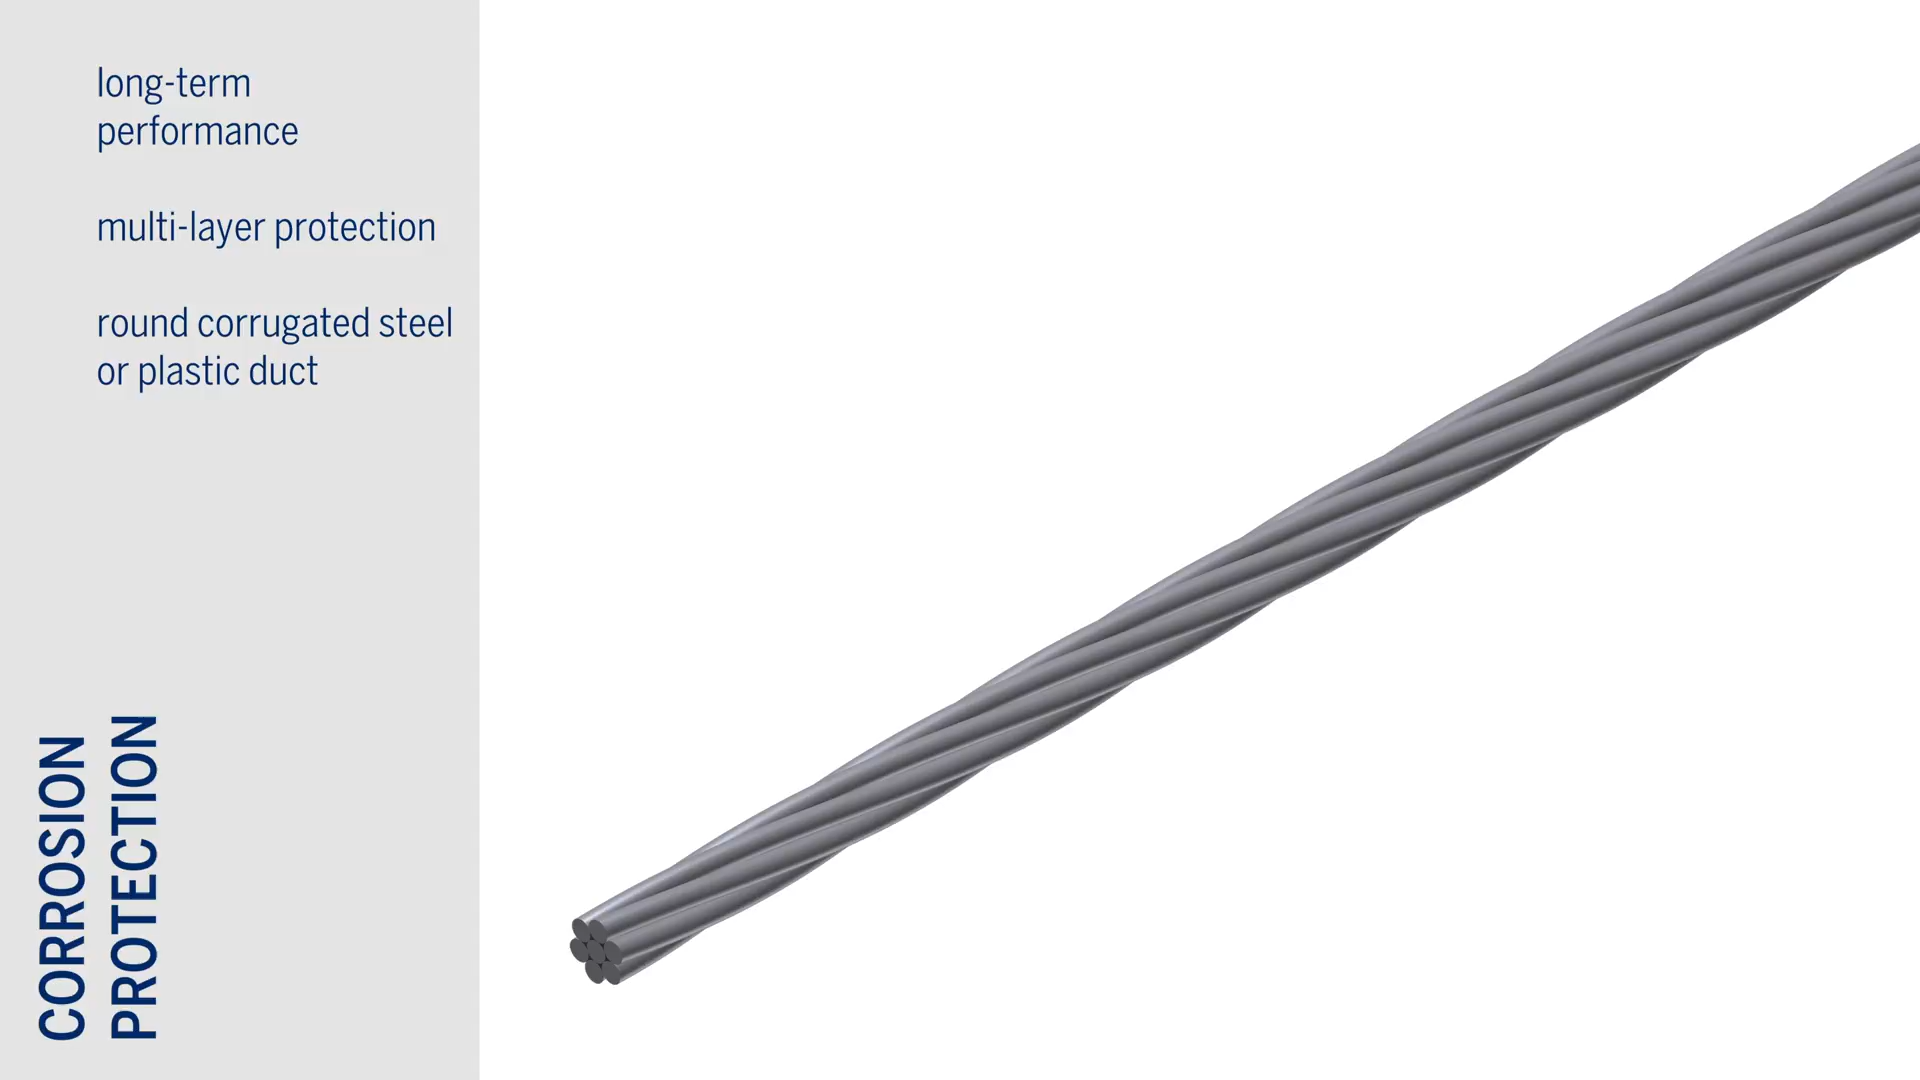 long-term
performance
multi-layer protection
round corrugated steel
or plastic duct
CORROSION
PROTECTION